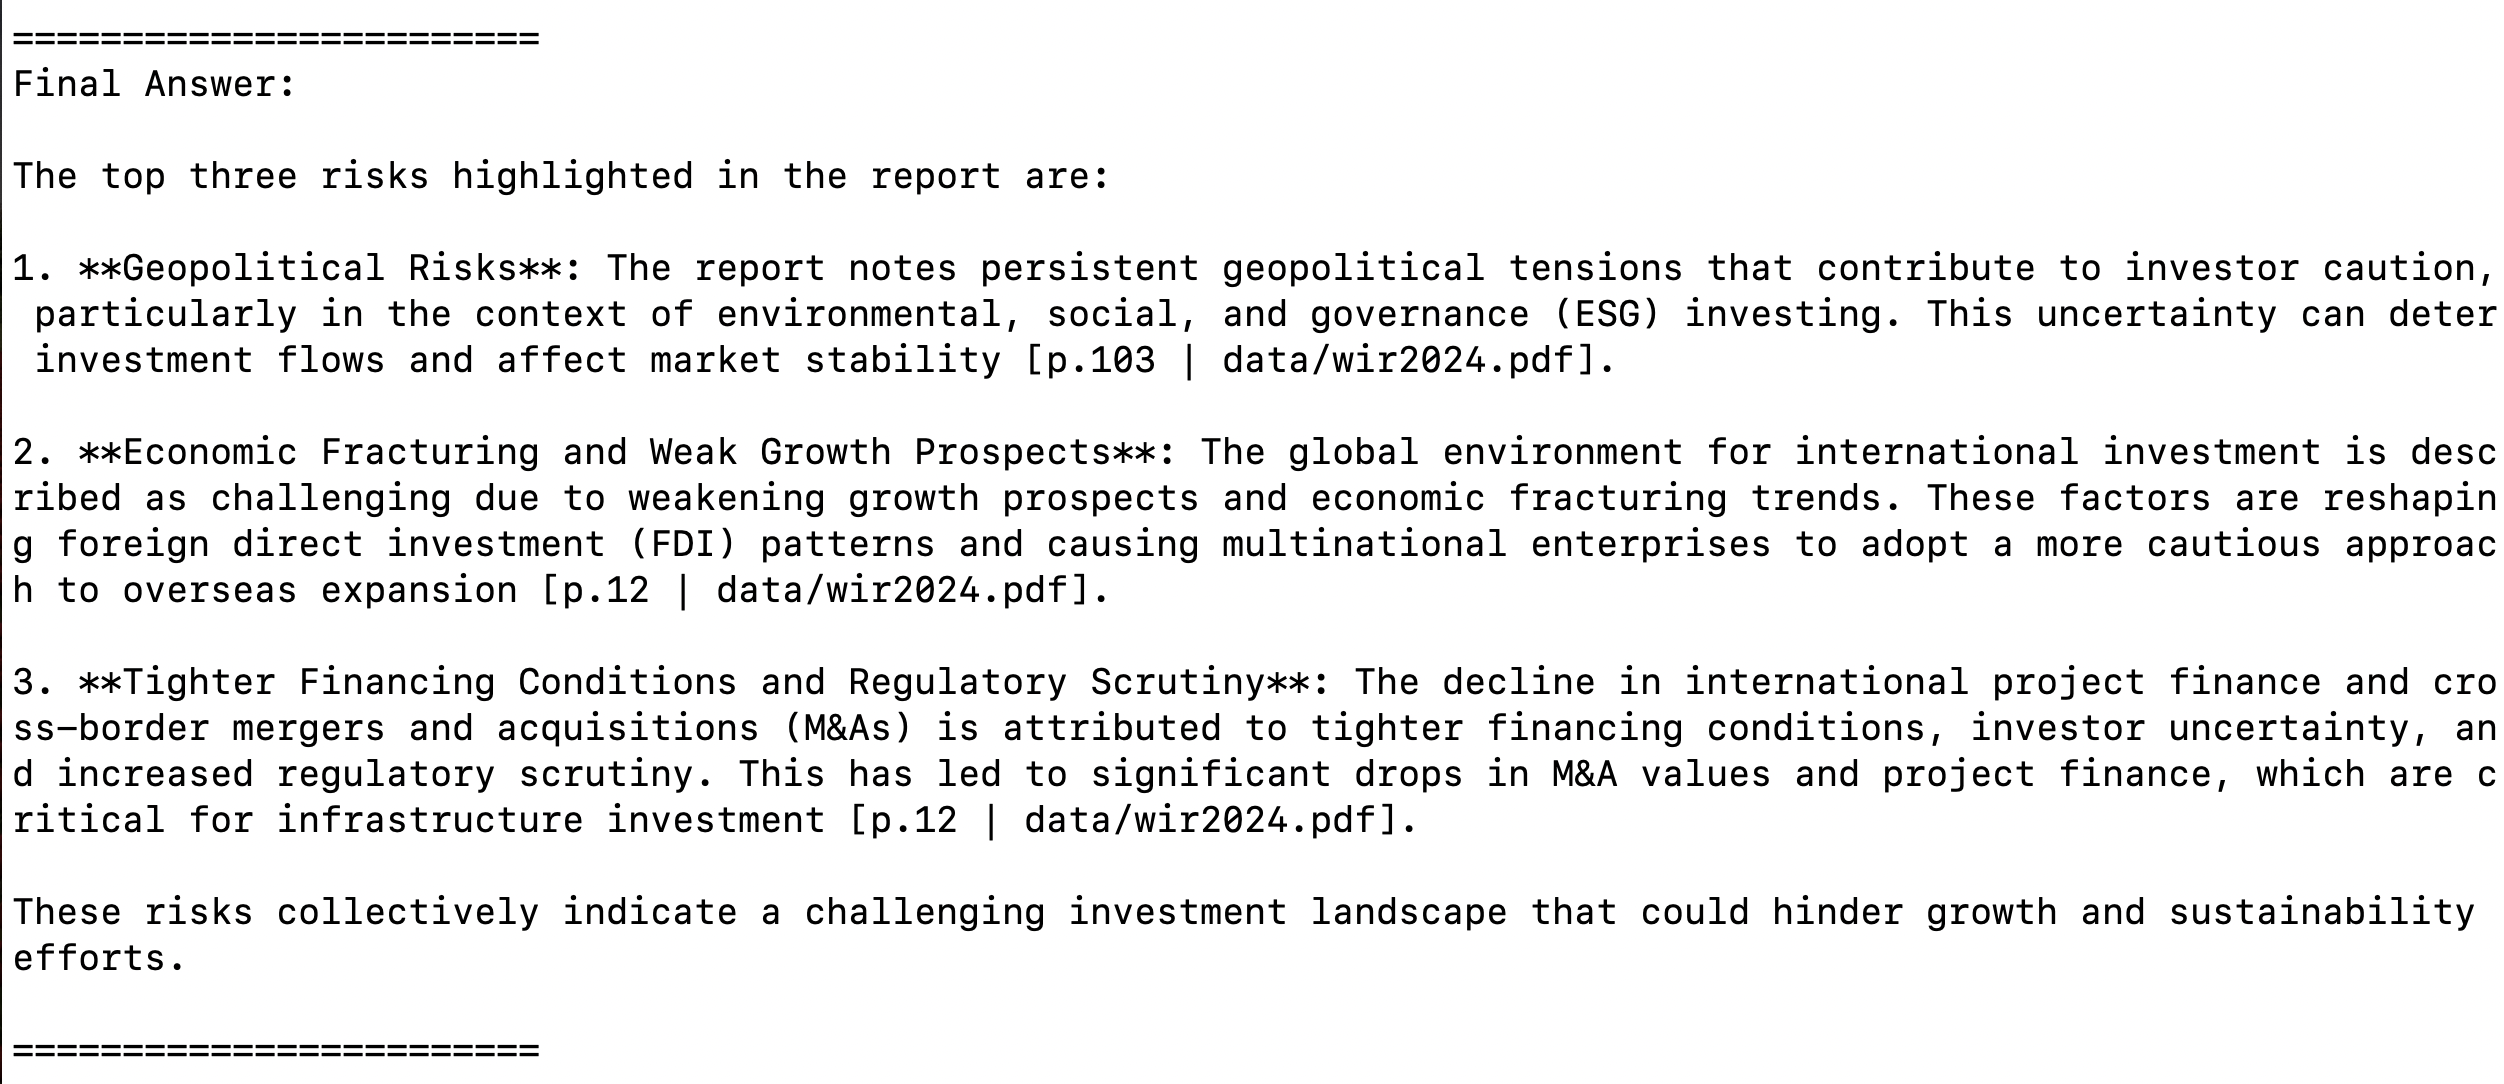 ========================
Final Answer:
The top three risks highlighted in the report are:
1. **Geopolitical Risks**: The report notes persistent geopolitical tensions that contribute to investor caution,
particularly in the context of environmental, social, and governance (ESG) investing. This uncertainty can deter
investment flows and affect market stability [p.103 | data/wir2024.pdf].
2. **Economic Fracturing and Weak Growth Prospects**: The global environment for international investment is desc
ribed as challenging due to weakening growth prospects and economic fracturing trends. These factors are reshapin
g foreign direct investment (FDI) patterns and causing multinational enterprises to adopt a more cautious approac
h to overseas expansion [p.12 | data/wir2024.pdf].
3. **Tighter Financing Conditions and Regulatory Scrutiny**: The decline in international project finance and cro
ss-border mergers and acquisitions (M&As) is attributed to tighter financing conditions, investor uncertainty, an
d increased regulatory scrutiny. This has led to significant drops in M&A values and project finance, which are c
ritical for infrastructure investment [p.12 | data/wir2024.pdf].
These risks collectively indicate a challenging investment landscape that could hinder growth and sustainability
efforts.
========================